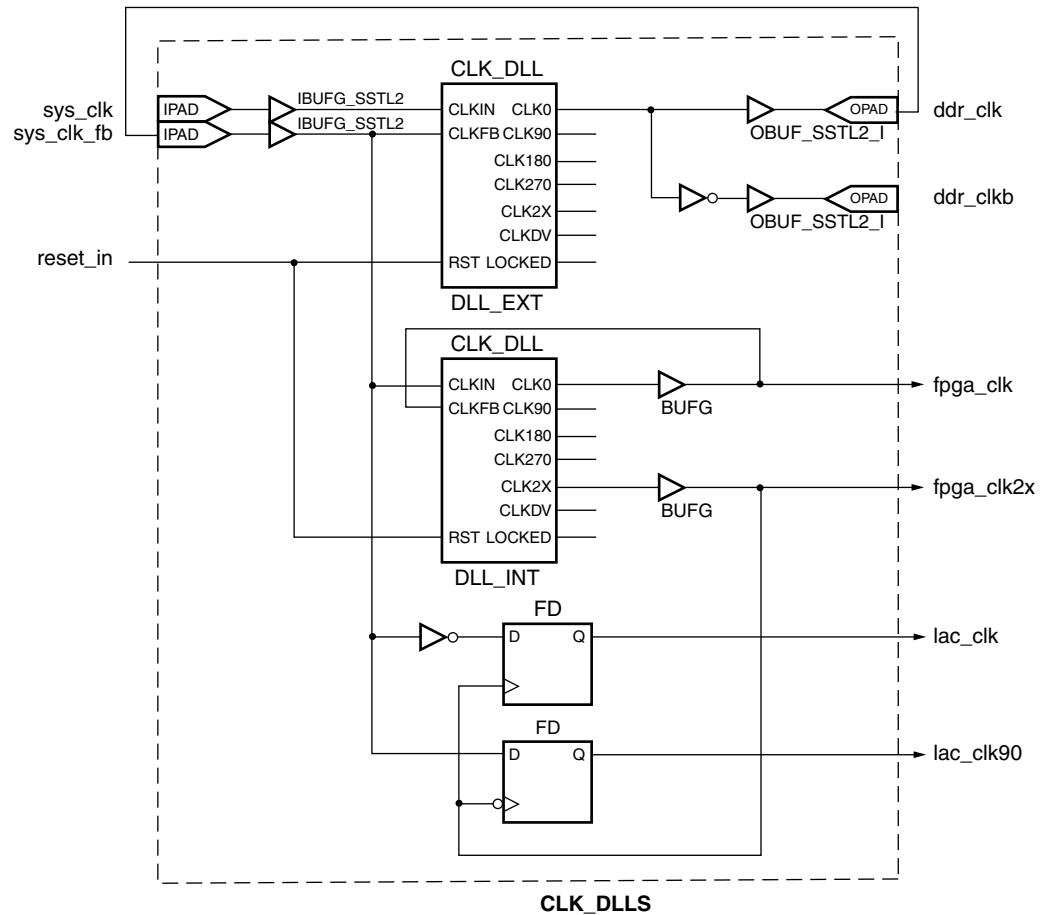 CLK_DLL
sys_clk IPAD IBUFG_SSTL2 CLKIN CLK0 OPAD ddr_clk
sys_clk_fb IPAD IBUFG_SSTL2 CLKFB CLK90 OBUF_SSTL2_I
CLK180
CLK270
CLK2X OPAD ddr_clkb
CLKDV OBUF_SSTL2_I
reset_in RST LOCKED
DLL_EXT
CLK_DLL
CLKIN CLK0 fpga_clk
CLKFB CLK90 BUFG
CLK180
CLK270
CLK2X fpga_clk2x
CLKDV BUFG
RST LOCKED
DLL_INT
FD
D Q lac_clk
FD
D Q lac_clk90
CLK_DLLS